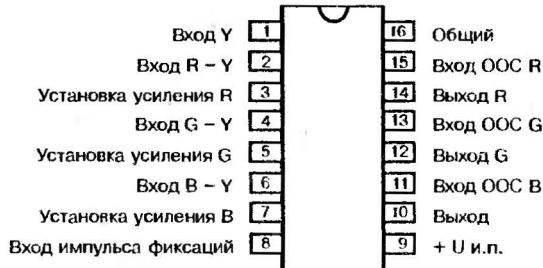 Вход Y 1 16 Общий
Вход R – Y 2 15 Вход ООС R
Установка усиления R 3 14 Выход R
Вход G – Y 4 13 Вход ООС G
Установка усиления G 5 12 Выход G
Вход B – Y 6 11 Вход ООС B
Установка усиления B 7 10 Выход
Вход импульса фиксаций 8 9 + U и.п.